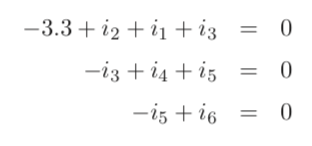 −3.3 + i₂ + i₁ + i₃ = 0
−i₃ + i₄ + i₅ = 0
−i₅ + i₆ = 0